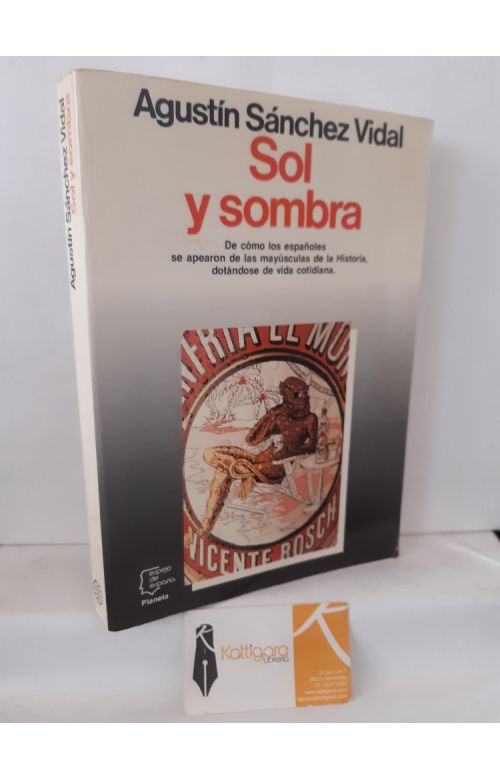 Agustín Sánchez Vidal
Sol
y sombra
De cómo los españoles
se apearon de las mayúsculas de la Historia,
dotándose de vida cotidiana.
VICENTE BOSCH
espejo de
españa
Planeta
Agustín Sánchez Vidal Sol y sombra
Kattigara
Librería